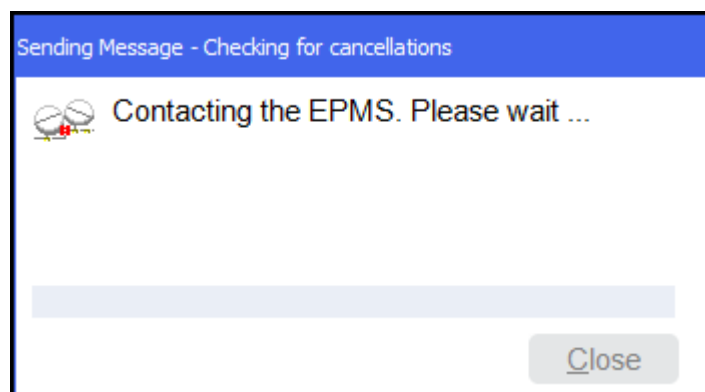 Sending Message - Checking for cancellations
Contacting the EPMS. Please wait ...
Close